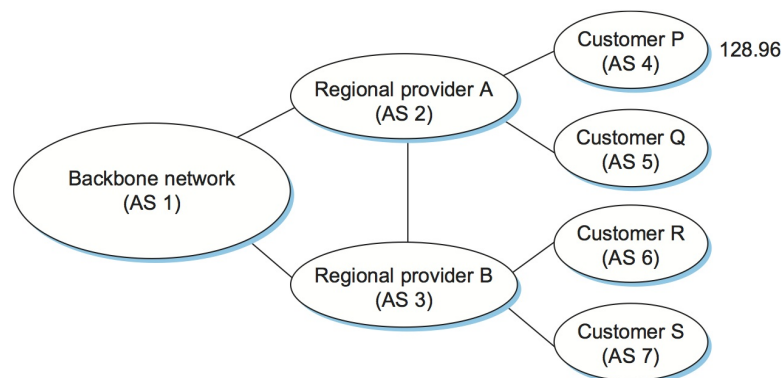 Customer P
(AS 4)
128.96
Regional provider A
(AS 2)
Customer Q
(AS 5)
Backbone network
(AS 1)
Customer R
(AS 6)
Regional provider B
(AS 3)
Customer S
(AS 7)